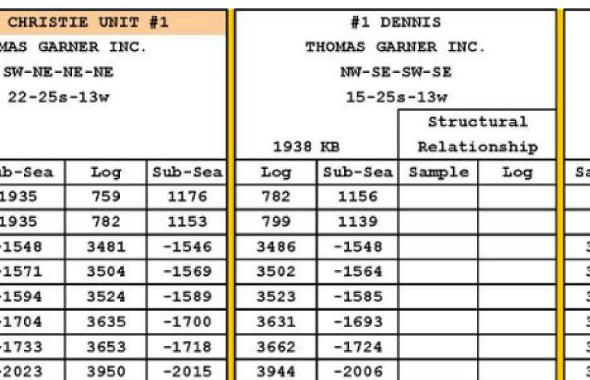 CHRISTIE UNIT #1 #1 DENNIS
GARNER INC. THOMAS GARNER INC.
SW-NE-NE-NE NW-SE-SW-SE
22-25s-13w 15-25s-13w
Structural
1938 KB Relationship
Log Sub-Sea Log Sub-Sea Sample Log
1935 759 1176 782 1156
1935 782 1153 799 1139
-1548 3481 -1546 3486 -1548
-1571 3504 -1569 3502 -1564
-1594 3524 -1589 3523 -1585
-1704 3635 -1700 3631 -1693
-1733 3653 -1718 3662 -1724
-2023 3950 -2015 3944 -2006